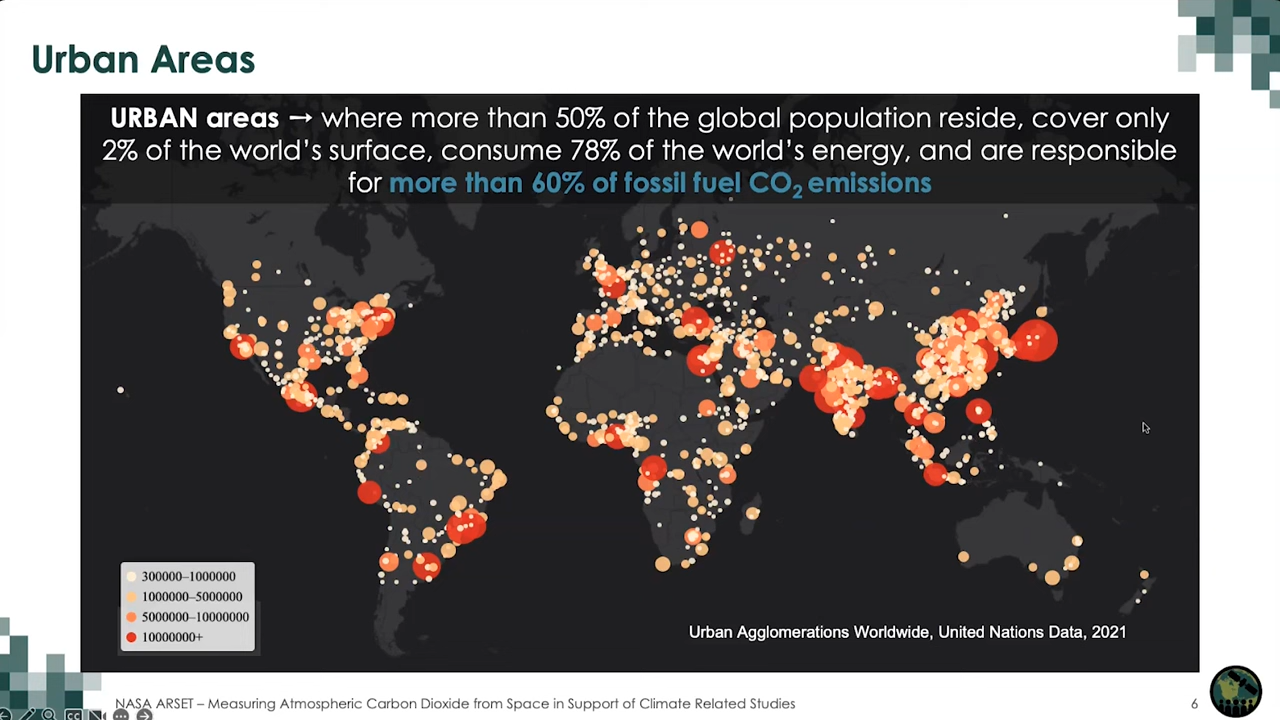 Urban Areas
URBAN areas → where more than 50% of the global population reside, cover only
2% of the world's surface, consume 78% of the world's energy, and are responsible
for more than 60% of fossil fuel CO₂ emissions
300000–1000000
1000000–5000000
5000000–10000000
10000000+
Urban Agglomerations Worldwide, United Nations Data, 2021
NASA ARSET – Measuring Atmospheric Carbon Dioxide from Space in Support of Climate Related Studies
6
CC